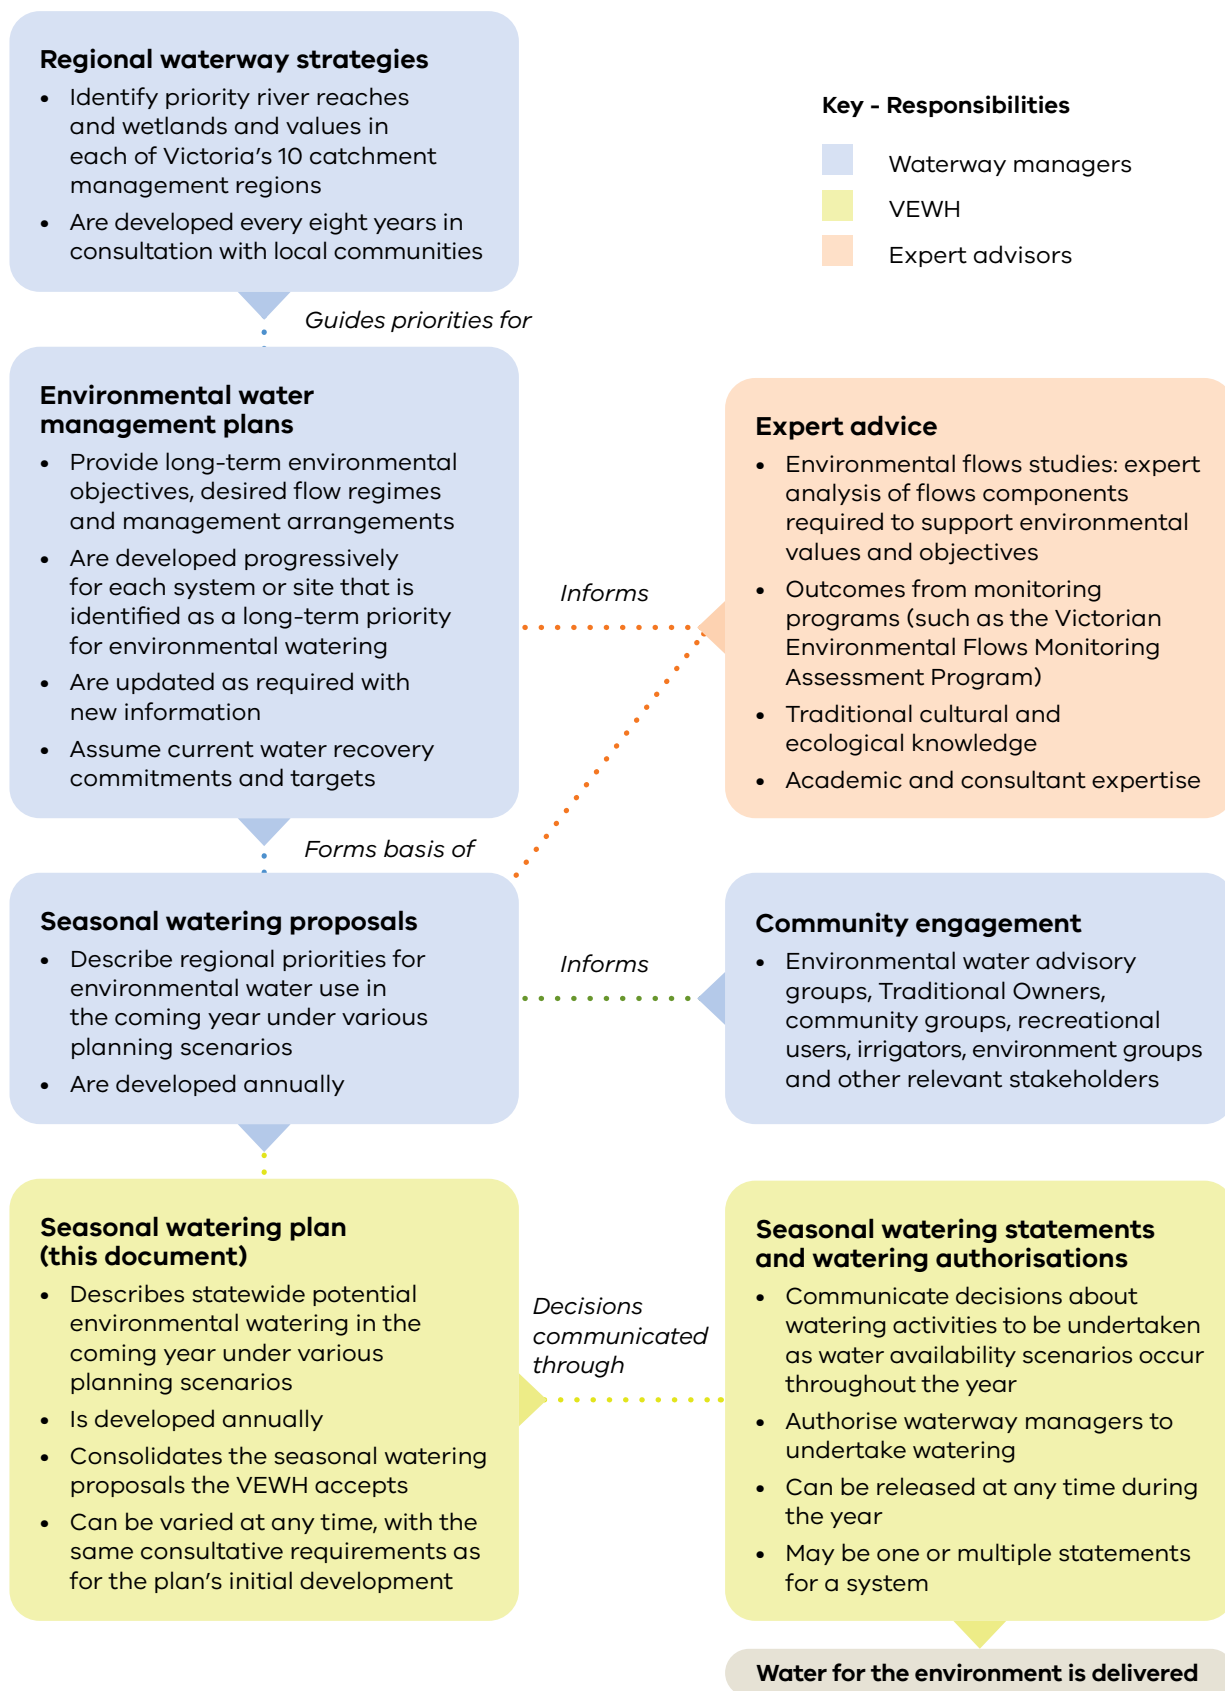 Regional waterway strategies
• Identify priority river reaches
and wetlands and values in
each of Victoria's 10 catchment
management regions
• Are developed every eight years in
consultation with local communities
Key - Responsibilities
Waterway managers
VEWH
Expert advisors
Guides priorities for
Environmental water
management plans
• Provide long-term environmental
objectives, desired flow regimes
and management arrangements
• Are developed progressively
for each system or site that is
identified as a long-term priority
for environmental watering
• Are updated as required with
new information
• Assume current water recovery
commitments and targets
Informs
Expert advice
• Environmental flows studies: expert
analysis of flows components
required to support environmental
values and objectives
• Outcomes from monitoring
programs (such as the Victorian
Environmental Flows Monitoring
Assessment Program)
• Traditional cultural and
ecological knowledge
• Academic and consultant expertise
Forms basis of
Seasonal watering proposals
• Describe regional priorities for
environmental water use in
the coming year under various
planning scenarios
• Are developed annually
Informs
Community engagement
• Environmental water advisory
groups, Traditional Owners,
community groups, recreational
users, irrigators, environment groups
and other relevant stakeholders
Seasonal watering plan
(this document)
• Describes statewide potential
environmental watering in the
coming year under various
planning scenarios
• Is developed annually
• Consolidates the seasonal watering
proposals the VEWH accepts
• Can be varied at any time, with the
same consultative requirements as
for the plan's initial development
Decisions
communicated
through
Seasonal watering statements
and watering authorisations
• Communicate decisions about
watering activities to be undertaken
as water availability scenarios occur
throughout the year
• Authorise waterway managers to
undertake watering
• Can be released at any time during
the year
• May be one or multiple statements
for a system
Water for the environment is delivered